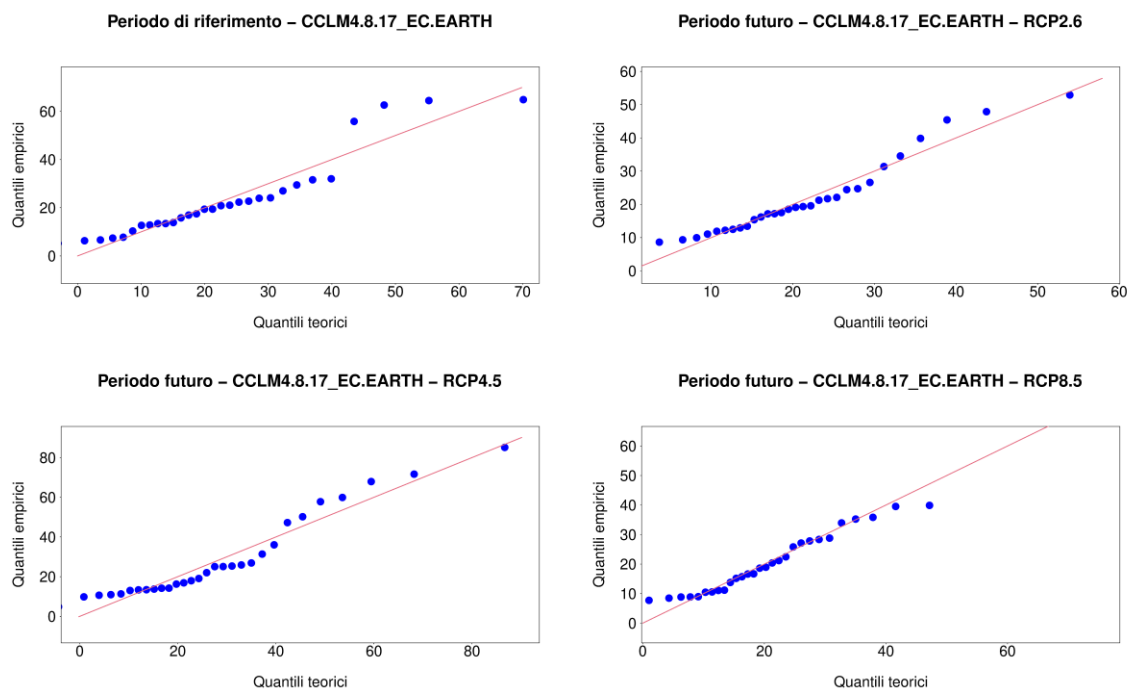 Periodo di riferimento – CCLM4.8.17_EC.EARTH
Quantili empirici
60
40
20
0
0 10 20 30 40 50 60 70
Quantili teorici
Periodo futuro – CCLM4.8.17_EC.EARTH – RCP2.6
Quantili empirici
60
50
40
30
20
10
0
10 20 30 40 50 60
Quantili teorici
Periodo futuro – CCLM4.8.17_EC.EARTH – RCP4.5
Quantili empirici
80
60
40
20
0
0 20 40 60 80
Quantili teorici
Periodo futuro – CCLM4.8.17_EC.EARTH – RCP8.5
Quantili empirici
60
50
40
30
20
10
0
0 20 40 60
Quantili teorici